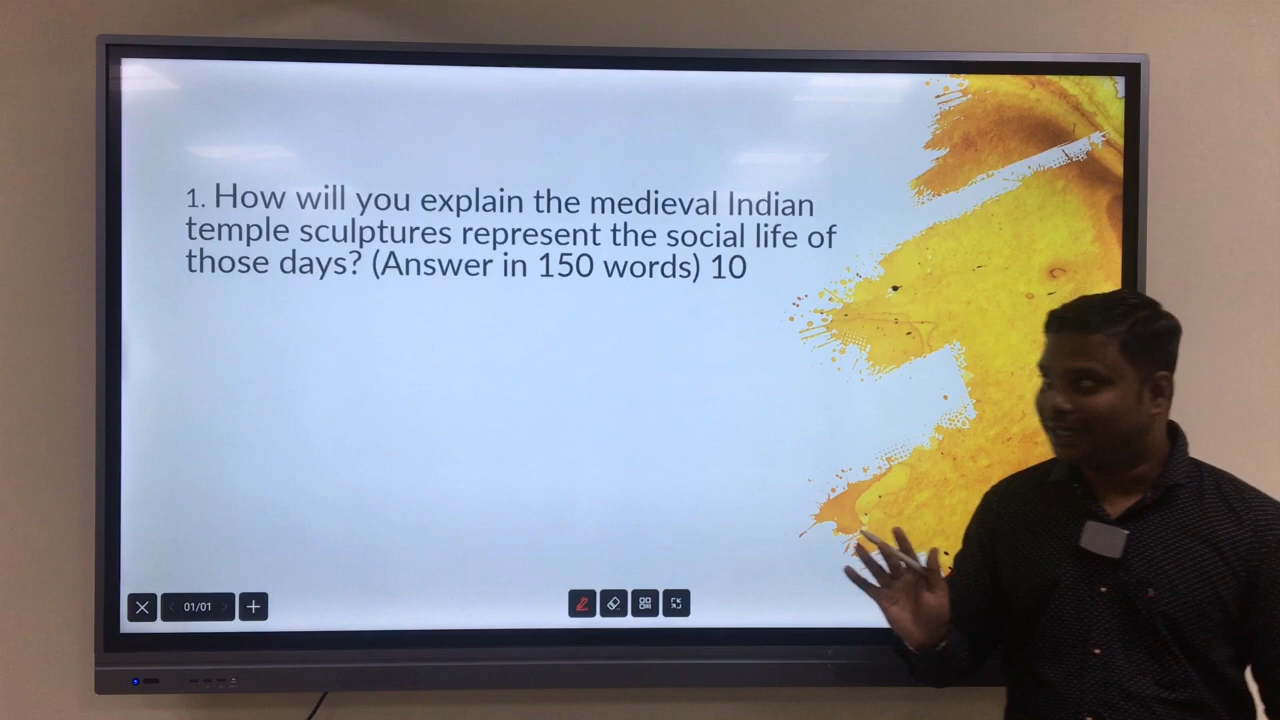 1. How will you explain the medieval Indian
temple sculptures represent the social life of
those days? (Answer in 150 words) 10
01/01